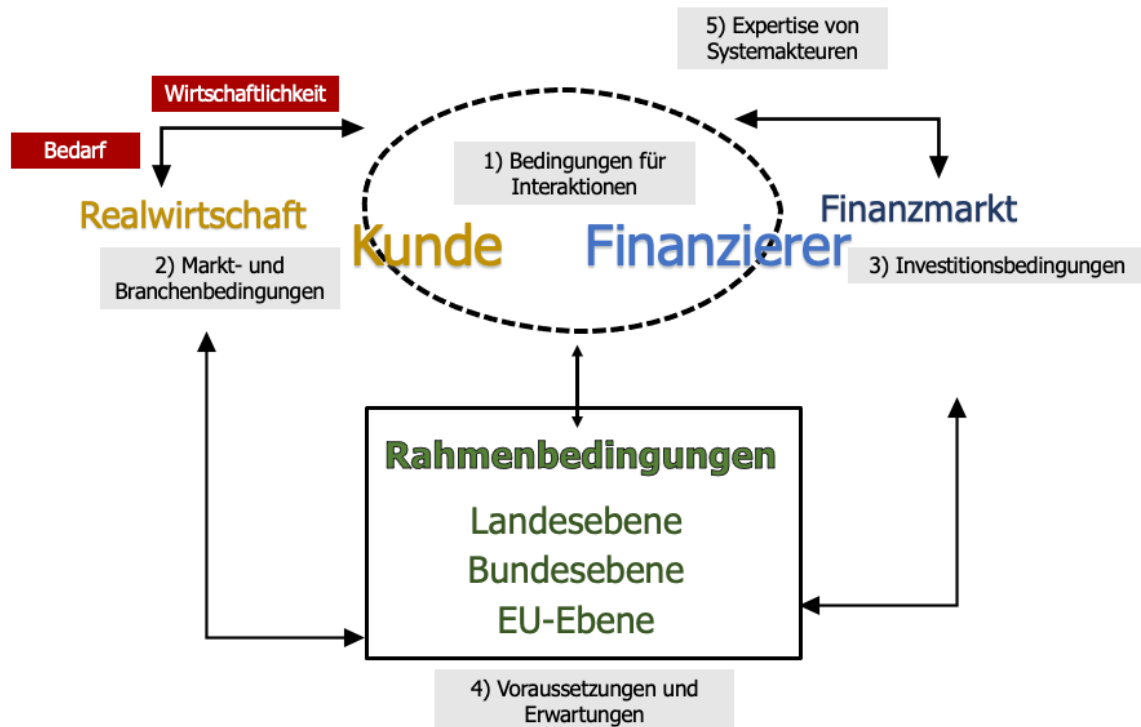 5) Expertise von
Systemakteuren
Wirtschaftlichkeit
Bedarf
1) Bedingungen für
Interaktionen
Realwirtschaft
Kunde
Finanzierer
Finanzmarkt
2) Markt- und
Branchenbedingungen
3) Investitionsbedingungen
Rahmenbedingungen
Landesebene
Bundesebene
EU-Ebene
4) Voraussetzungen und
Erwartungen